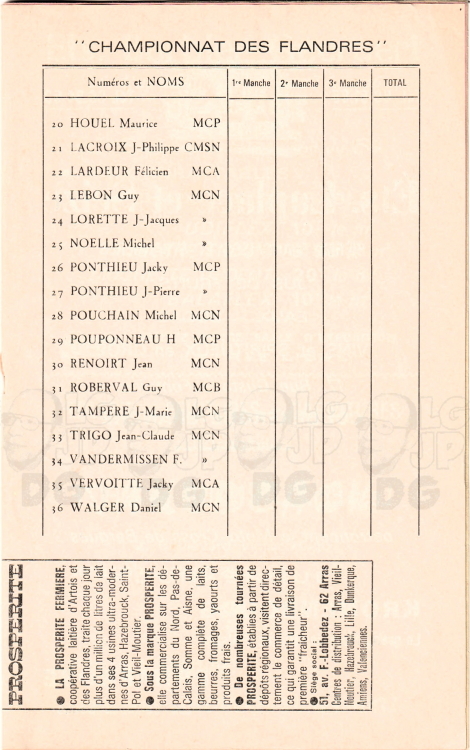 "CHAMPIONNAT DES FLANDRES"
Numéros et NOMS 1re Manche 2e Manche 3e Manche TOTAL
20 HOUEL Maurice MCP
21 LACROIX J-Philippe CMSN
22 LARDEUR Félicien MCA
23 LEBON Guy MCN
24 LORETTE J-Jacques »
25 NOELLE Michel »
26 PONTHIEU Jacky MCP
27 PONTHIEU J-Pierre »
28 POUCHAIN Michel MCN
29 POUPONNEAU H MCP
30 RENOIRT Jean MCN
31 ROBERVAL Guy MCB
32 TAMPERE J-Marie MCN
33 TRIGO Jean-Claude MCN
34 VANDERMISSEN F. »
35 VERVOITTE Jacky MCA
36 WALGER Daniel MCN
PROSPERITE
● LA PROSPERITE FERMIERE,
coopérative laitière d'Artois et
des Flandres, traite chaque jour
plus d'un million de litres de lait
dans ses 4 usines ultra-moder-
nes d'Arras, Hazebrouck, Saint-
Pol et Vieil-Moutier.
● Sous la marque PROSPERITE,
elle commercialise sur les dé-
partements du Nord, Pas-de-
Calais, Somme et Aisne, une
gamme complète de laits,
beurres, fromages, yaourts et
produits frais.
● De nombreuses tournées
PROSPERITE, établies à partir de
dépôts régionaux, visitent direc-
tement le commerce de détail,
ce qui garantit une livraison de
première "fraîcheur".
● Siège social :
51, av. F.-Lobbedez - 62 Arras
Centres de distribution : Arras, Vieil-
Moutier, Hazebrouck, Lille, Dunkerque,
Amiens, Valenciennes.
LG
JP
DG
LG
JP
DG